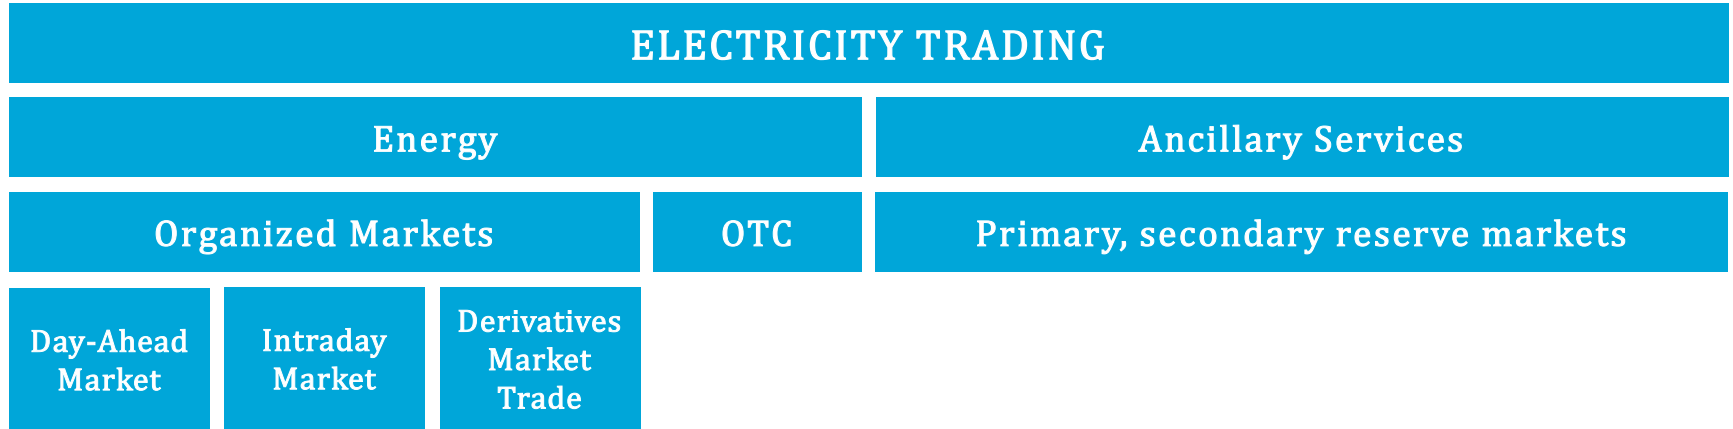 ELECTRICITY TRADING
Energy
Ancillary Services
Organized Markets
OTC
Primary, secondary reserve markets
Day-Ahead
Market
Intraday
Market
Derivatives
Market
Trade